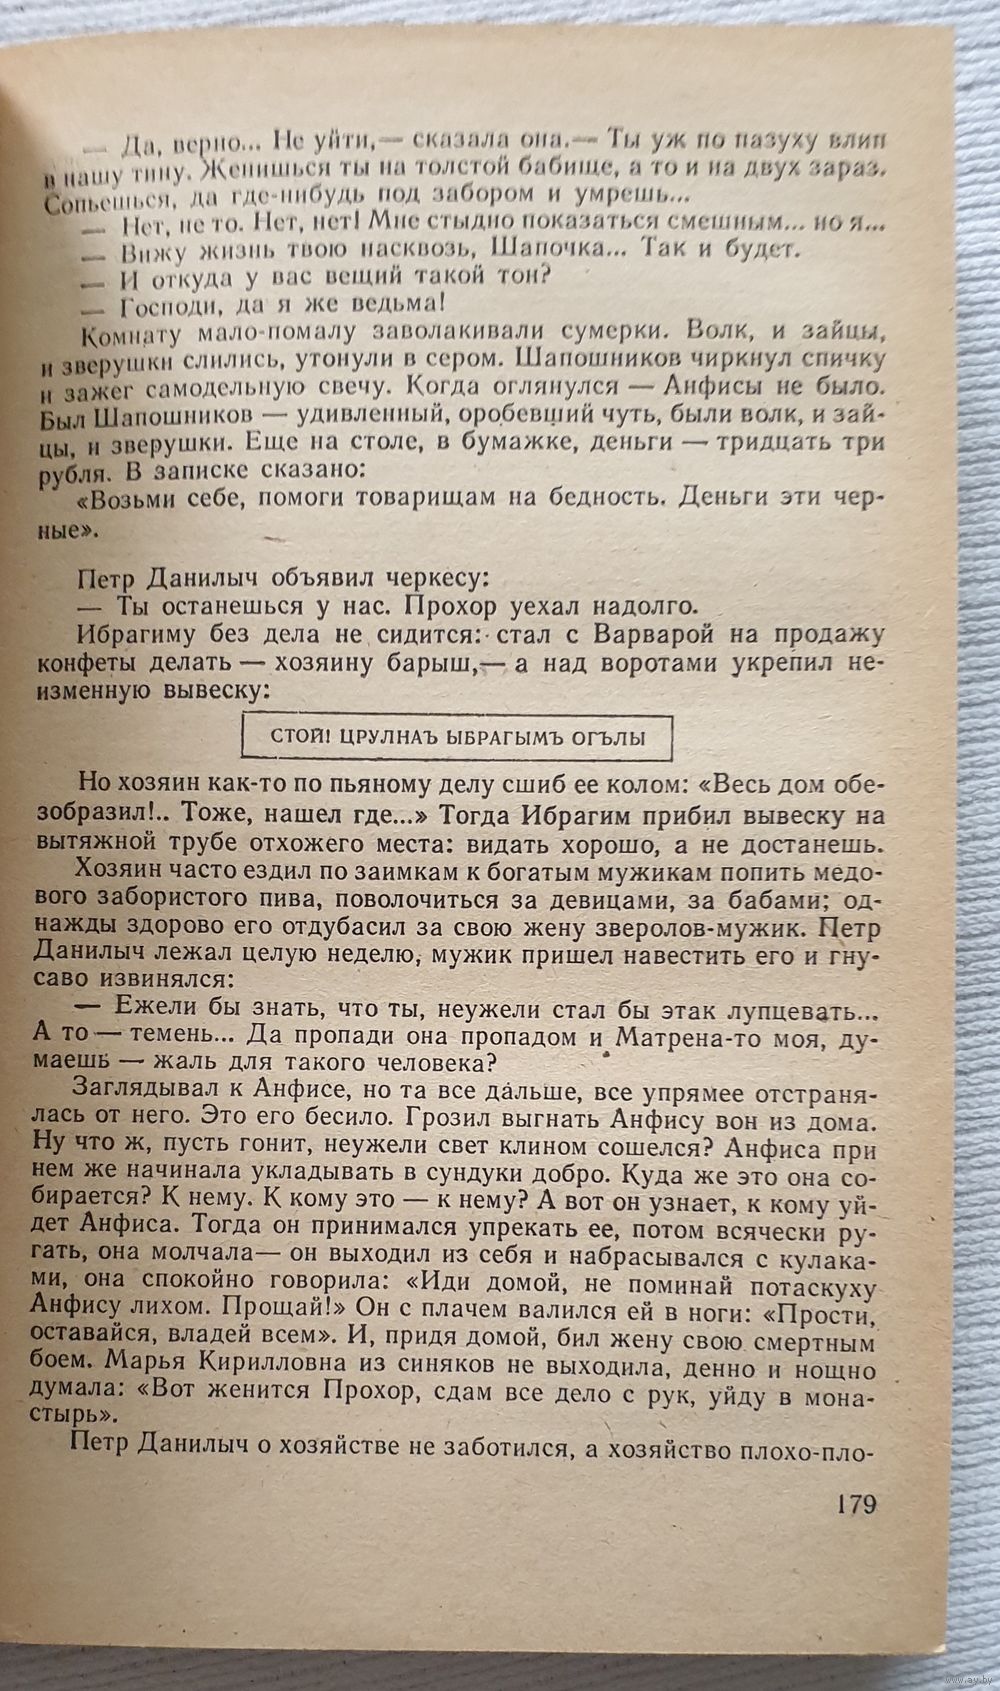 — Да, верно... Не уйти,— сказала она.— Ты уж по пазуху влип
в нашу тину. Женишься ты на толстой бабище, а то и на двух зараз.
Сопьешься, да где-нибудь под забором и умрешь...
— Нет, не то. Нет, нет! Мне стыдно показаться смешным... но я...
— Вижу жизнь твою насквозь, Шапочка... Так и будет.
— И откуда у вас вещий такой тон?
— Господи, да я же ведьма!
Комнату мало-помалу заволакивали сумерки. Волк, и зайцы,
и зверушки слились, утонули в сером. Шапошников чиркнул спичку
и зажег самодельную свечу. Когда оглянулся — Анфисы не было.
Был Шапошников — удивленный, оробевший чуть, были волк, и зай-
цы, и зверушки. Еще на столе, в бумажке, деньги — тридцать три
рубля. В записке сказано:
«Возьми себе, помоги товарищам на бедность. Деньги эти чер-
ные».
Петр Данилыч объявил черкесу:
— Ты останешься у нас. Прохор уехал надолго.
Ибрагиму без дела не сидится: стал с Варварой на продажу
конфеты делать — хозяину барыш,— а над воротами укрепил не-
изменную вывеску:
СТОЙ! ЦРУЛНАЪ ЫБРАГЫМЪ ОГЪЛЫ
Но хозяин как-то по пьяному делу сшиб ее колом: «Весь дом обе-
зобразил!.. Тоже, нашел где...» Тогда Ибрагим прибил вывеску на
вытяжной трубе отхожего места: видать хорошо, а не достанешь.
Хозяин часто ездил по заимкам к богатым мужикам попить медо-
вого забористого пива, поволочиться за девицами, за бабами; од-
нажды здорово его отдубасил за свою жену зверолов-мужик. Петр
Данилыч лежал целую неделю, мужик пришел навестить его и гну-
саво извинялся:
— Ежели бы знать, что ты, неужели стал бы этак лупцевать...
А то — темень... Да пропади она пропадом и Матрена-то моя, ду-
маешь — жаль для такого человека?
Заглядывал к Анфисе, но та все дальше, все упрямее отстраня-
лась от него. Это его бесило. Грозил выгнать Анфису вон из дома.
Ну что ж, пусть гонит, неужели свет клином сошелся? Анфиса при
нем же начинала укладывать в сундуки добро. Куда же это она со-
бирается? К нему. К кому это — к нему? А вот он узнает, к кому уй-
дет Анфиса. Тогда он принимался упрекать ее, потом всячески ру-
гать, она молчала— он выходил из себя и набрасывался с кулака-
ми, она спокойно говорила: «Иди домой, не поминай потаскуху
Анфису лихом. Прощай!» Он с плачем валился ей в ноги: «Прости,
оставайся, владей всем». И, придя домой, бил жену свою смертным
боем. Марья Кирилловна из синяков не выходила, денно и нощно
думала: «Вот женится Прохор, сдам все дело с рук, уйду в мона-
стырь».
Петр Данилыч о хозяйстве не заботился, а хозяйство плохо-пло-
179
www.ay.by